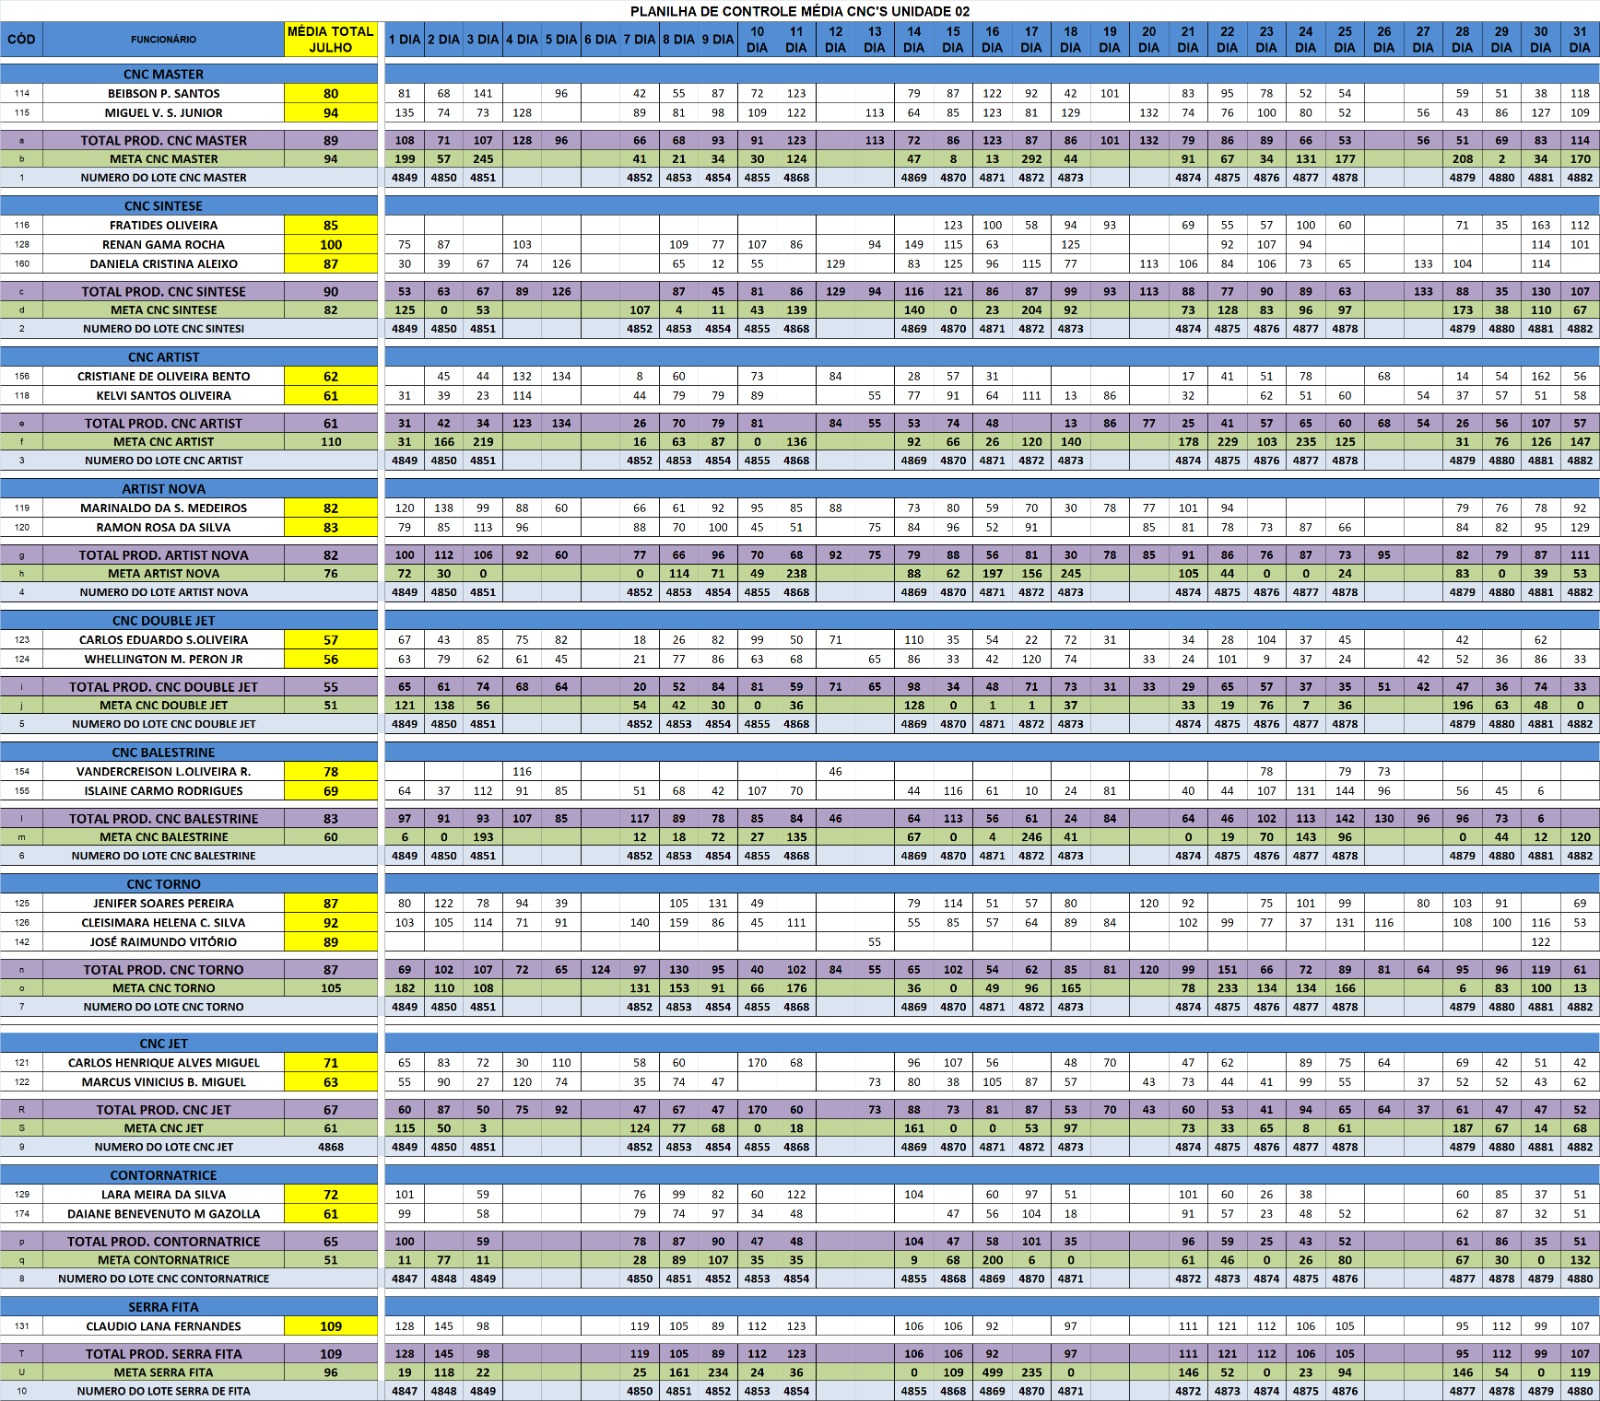 PLANILHA DE CONTROLE MÉDIA CNC'S UNIDADE 02
CÓD FUNCIONÁRIO MÉDIA TOTAL JULHO 1 DIA 2 DIA 3 DIA 4 DIA 5 DIA 6 DIA 7 DIA 8 DIA 9 DIA 10 DIA 11 DIA 12 DIA 13 DIA 14 DIA 15 DIA 16 DIA 17 DIA 18 DIA 19 DIA 20 DIA 21 DIA 22 DIA 23 DIA 24 DIA 25 DIA 26 DIA 27 DIA 28 DIA 29 DIA 30 DIA 31 DIA
CNC MASTER
114 BEIBSON P. SANTOS 80 81 68 141 96 42 55 87 72 123 79 87 122 92 42 101 83 95 78 52 54 59 51 38 118
115 MIGUEL V. S. JUNIOR 94 135 74 73 128 89 81 98 109 122 113 64 85 123 81 129 132 74 76 100 80 52 56 43 86 127 109
a TOTAL PROD. CNC MASTER 89 108 71 107 128 96 66 68 93 91 123 113 72 86 123 87 86 101 132 79 86 89 66 53 56 51 69 83 114
b META CNC MASTER 94 199 57 245 41 21 34 30 124 47 8 13 292 44 91 67 34 131 177 208 2 34 170
1 NUMERO DO LOTE CNC MASTER 4849 4850 4851 4852 4853 4854 4855 4868 4869 4870 4871 4872 4873 4874 4875 4876 4877 4878 4879 4880 4881 4882
CNC SINTESE
116 FRATIDES OLIVEIRA 85 123 100 58 94 93 69 55 57 100 60 71 35 163 112
128 RENAN GAMA ROCHA 100 75 87 103 109 77 107 86 94 149 115 63 125 92 107 94 114 101
160 DANIELA CRISTINA ALEIXO 87 30 39 67 74 126 65 12 55 129 83 125 96 115 77 113 106 84 106 73 65 133 104 114
c TOTAL PROD. CNC SINTESE 90 53 63 67 89 126 87 45 81 86 129 94 116 121 86 87 99 93 113 88 77 90 89 63 133 88 35 130 107
d META CNC SINTESE 82 125 0 53 107 4 11 43 139 140 0 23 204 92 73 128 83 96 97 173 38 110 67
2 NUMERO DO LOTE CNC SINTESI 4849 4850 4851 4852 4853 4854 4855 4868 4869 4870 4871 4872 4873 4874 4875 4876 4877 4878 4879 4880 4881 4882
CNC ARTIST
156 CRISTIANE DE OLIVEIRA BENTO 62 45 44 132 134 8 60 73 84 28 57 31 17 41 51 78 68 14 54 162 56
118 KELVI SANTOS OLIVEIRA 61 31 39 23 114 44 79 79 89 55 77 91 64 111 13 86 32 62 51 60 54 37 57 51 58
e TOTAL PROD. CNC ARTIST 61 31 42 34 123 134 26 70 79 81 84 55 53 74 48 13 86 77 25 41 57 65 60 68 54 26 56 107 57
f META CNC ARTIST 110 31 166 219 16 63 87 0 136 92 66 26 120 140 178 229 103 235 125 31 76 126 147
3 NUMERO DO LOTE CNC ARTIST 4849 4850 4851 4852 4853 4854 4855 4868 4869 4870 4871 4872 4873 4874 4875 4876 4877 4878 4879 4880 4881 4882
ARTIST NOVA
119 MARINALDO DA S. MEDEIROS 82 120 138 99 88 60 66 61 92 95 85 88 73 80 59 70 30 78 77 101 94 79 76 78 92
120 RAMON ROSA DA SILVA 83 79 85 113 96 88 70 100 45 51 75 84 96 52 91 85 81 78 73 87 66 84 82 95 129
g TOTAL PROD. ARTIST NOVA 82 100 112 106 92 60 77 66 96 70 68 92 75 79 88 56 81 30 78 85 91 86 76 87 73 95 82 79 87 111
h META ARTIST NOVA 76 72 30 0 0 114 71 49 238 88 62 197 156 245 105 44 0 0 24 83 0 39 53
4 NUMERO DO LOTE ARTIST NOVA 4849 4850 4851 4852 4853 4854 4855 4868 4869 4870 4871 4872 4873 4874 4875 4876 4877 4878 4879 4880 4881 4882
CNC DOUBLE JET
123 CARLOS EDUARDO S.OLIVEIRA 57 67 43 85 75 82 18 26 82 99 50 71 110 35 54 22 72 31 34 28 104 37 45 42 62
124 WHELLINGTON M. PERON JR 56 63 79 62 61 45 21 77 86 63 68 65 86 33 42 120 74 33 24 101 9 37 24 42 52 36 86 33
i TOTAL PROD. CNC DOUBLE JET 55 65 61 74 68 64 20 52 84 81 59 71 65 98 34 48 71 73 31 33 29 65 57 37 35 51 42 47 36 74 33
j META CNC DOUBLE JET 51 121 138 56 54 42 30 0 36 128 0 1 1 37 33 19 76 7 36 196 63 48 0
5 NUMERO DO LOTE CNC DOUBLE JET 4849 4850 4851 4852 4853 4854 4855 4868 4869 4870 4871 4872 4873 4874 4875 4876 4877 4878 4879 4880 4881 4882
CNC BALESTRINE
154 VANDERCREISON L.OLIVEIRA R. 78 116 46 78 79 73
155 ISLAINE CARMO RODRIGUES 69 64 37 112 91 85 51 68 42 107 70 44 116 61 10 24 81 40 44 107 131 144 96 56 45 6
l TOTAL PROD. CNC BALESTRINE 83 97 91 93 107 85 117 89 78 85 84 46 64 113 56 61 24 84 64 46 102 113 142 130 96 96 73 6
m META CNC BALESTRINE 60 6 0 193 12 18 72 27 135 67 0 4 246 41 0 19 70 143 96 0 44 12 120
6 NUMERO DO LOTE CNC BALESTRINE 4849 4850 4851 4852 4853 4854 4855 4868 4869 4870 4871 4872 4873 4874 4875 4876 4877 4878 4879 4880 4881 4882
CNC TORNO
125 JENIFER SOARES PEREIRA 87 80 122 78 94 39 105 131 49 79 114 51 57 80 120 92 75 101 99 80 103 91 69
126 CLEISIMARA HELENA C. SILVA 92 103 105 114 71 91 140 159 86 45 111 55 85 57 64 89 84 102 99 77 37 131 116 108 100 116 53
142 JOSÉ RAIMUNDO VITÓRIO 89 55 122
n TOTAL PROD. CNC TORNO 87 69 102 107 72 65 124 97 130 95 40 102 84 55 65 102 54 62 85 81 120 99 151 66 72 89 81 64 95 96 119 61
o META CNC TORNO 105 182 110 108 131 153 91 66 176 36 0 49 96 165 78 233 134 134 166 6 83 100 13
7 NUMERO DO LOTE CNC TORNO 4849 4850 4851 4852 4853 4854 4855 4868 4869 4870 4871 4872 4873 4874 4875 4876 4877 4878 4879 4880 4881 4882
CNC JET
121 CARLOS HENRIQUE ALVES MIGUEL 71 65 83 72 30 110 58 60 170 68 96 107 56 48 70 47 62 89 75 64 69 42 51 42
122 MARCUS VINICIUS B. MIGUEL 63 55 90 27 120 74 35 74 47 73 80 38 105 87 57 43 73 44 41 99 55 37 52 52 43 62
R TOTAL PROD. CNC JET 67 60 87 50 75 92 47 67 47 170 60 73 88 73 81 87 53 70 43 60 53 41 94 65 64 37 61 47 47 52
S META CNC JET 61 115 50 3 124 77 68 0 18 161 0 0 53 97 73 33 65 8 61 187 67 14 68
9 NUMERO DO LOTE CNC JET 4868 4849 4850 4851 4852 4853 4854 4855 4868 4869 4870 4871 4872 4873 4874 4875 4876 4877 4878 4879 4880 4881 4882
CONTORNATRICE
129 LARA MEIRA DA SILVA 72 101 59 76 99 82 60 122 104 60 97 51 101 60 26 38 60 85 37 51
174 DAIANE BENEVENUTO M GAZOLLA 61 99 58 79 74 97 34 48 47 56 104 18 91 57 23 48 52 62 87 32 51
p TOTAL PROD. CONTORNATRICE 65 100 59 78 87 90 47 48 104 47 58 101 35 96 59 25 43 52 61 86 35 51
q META CONTORNATRICE 51 11 77 11 28 89 107 35 35 9 68 200 6 0 61 46 0 26 80 67 30 0 132
8 NUMERO DO LOTE CNC CONTORNATRICE 4847 4848 4849 4850 4851 4852 4853 4854 4855 4868 4869 4870 4871 4872 4873 4874 4875 4876 4877 4878 4879 4880
SERRA FITA
131 CLAUDIO LANA FERNANDES 109 128 145 98 119 105 89 112 123 106 106 92 97 111 121 112 106 105 95 112 99 107
T TOTAL PROD. SERRA FITA 109 128 145 98 119 105 89 112 123 106 106 92 97 111 121 112 106 105 95 112 99 107
U META SERRA FITA 96 19 118 22 25 161 234 24 36 0 109 499 235 0 146 52 0 23 94 146 54 0 119
10 NUMERO DO LOTE SERRA DE FITA 4847 4848 4849 4850 4851 4852 4853 4854 4855 4868 4869 4870 4871 4872 4873 4874 4875 4876 4877 4878 4879 4880